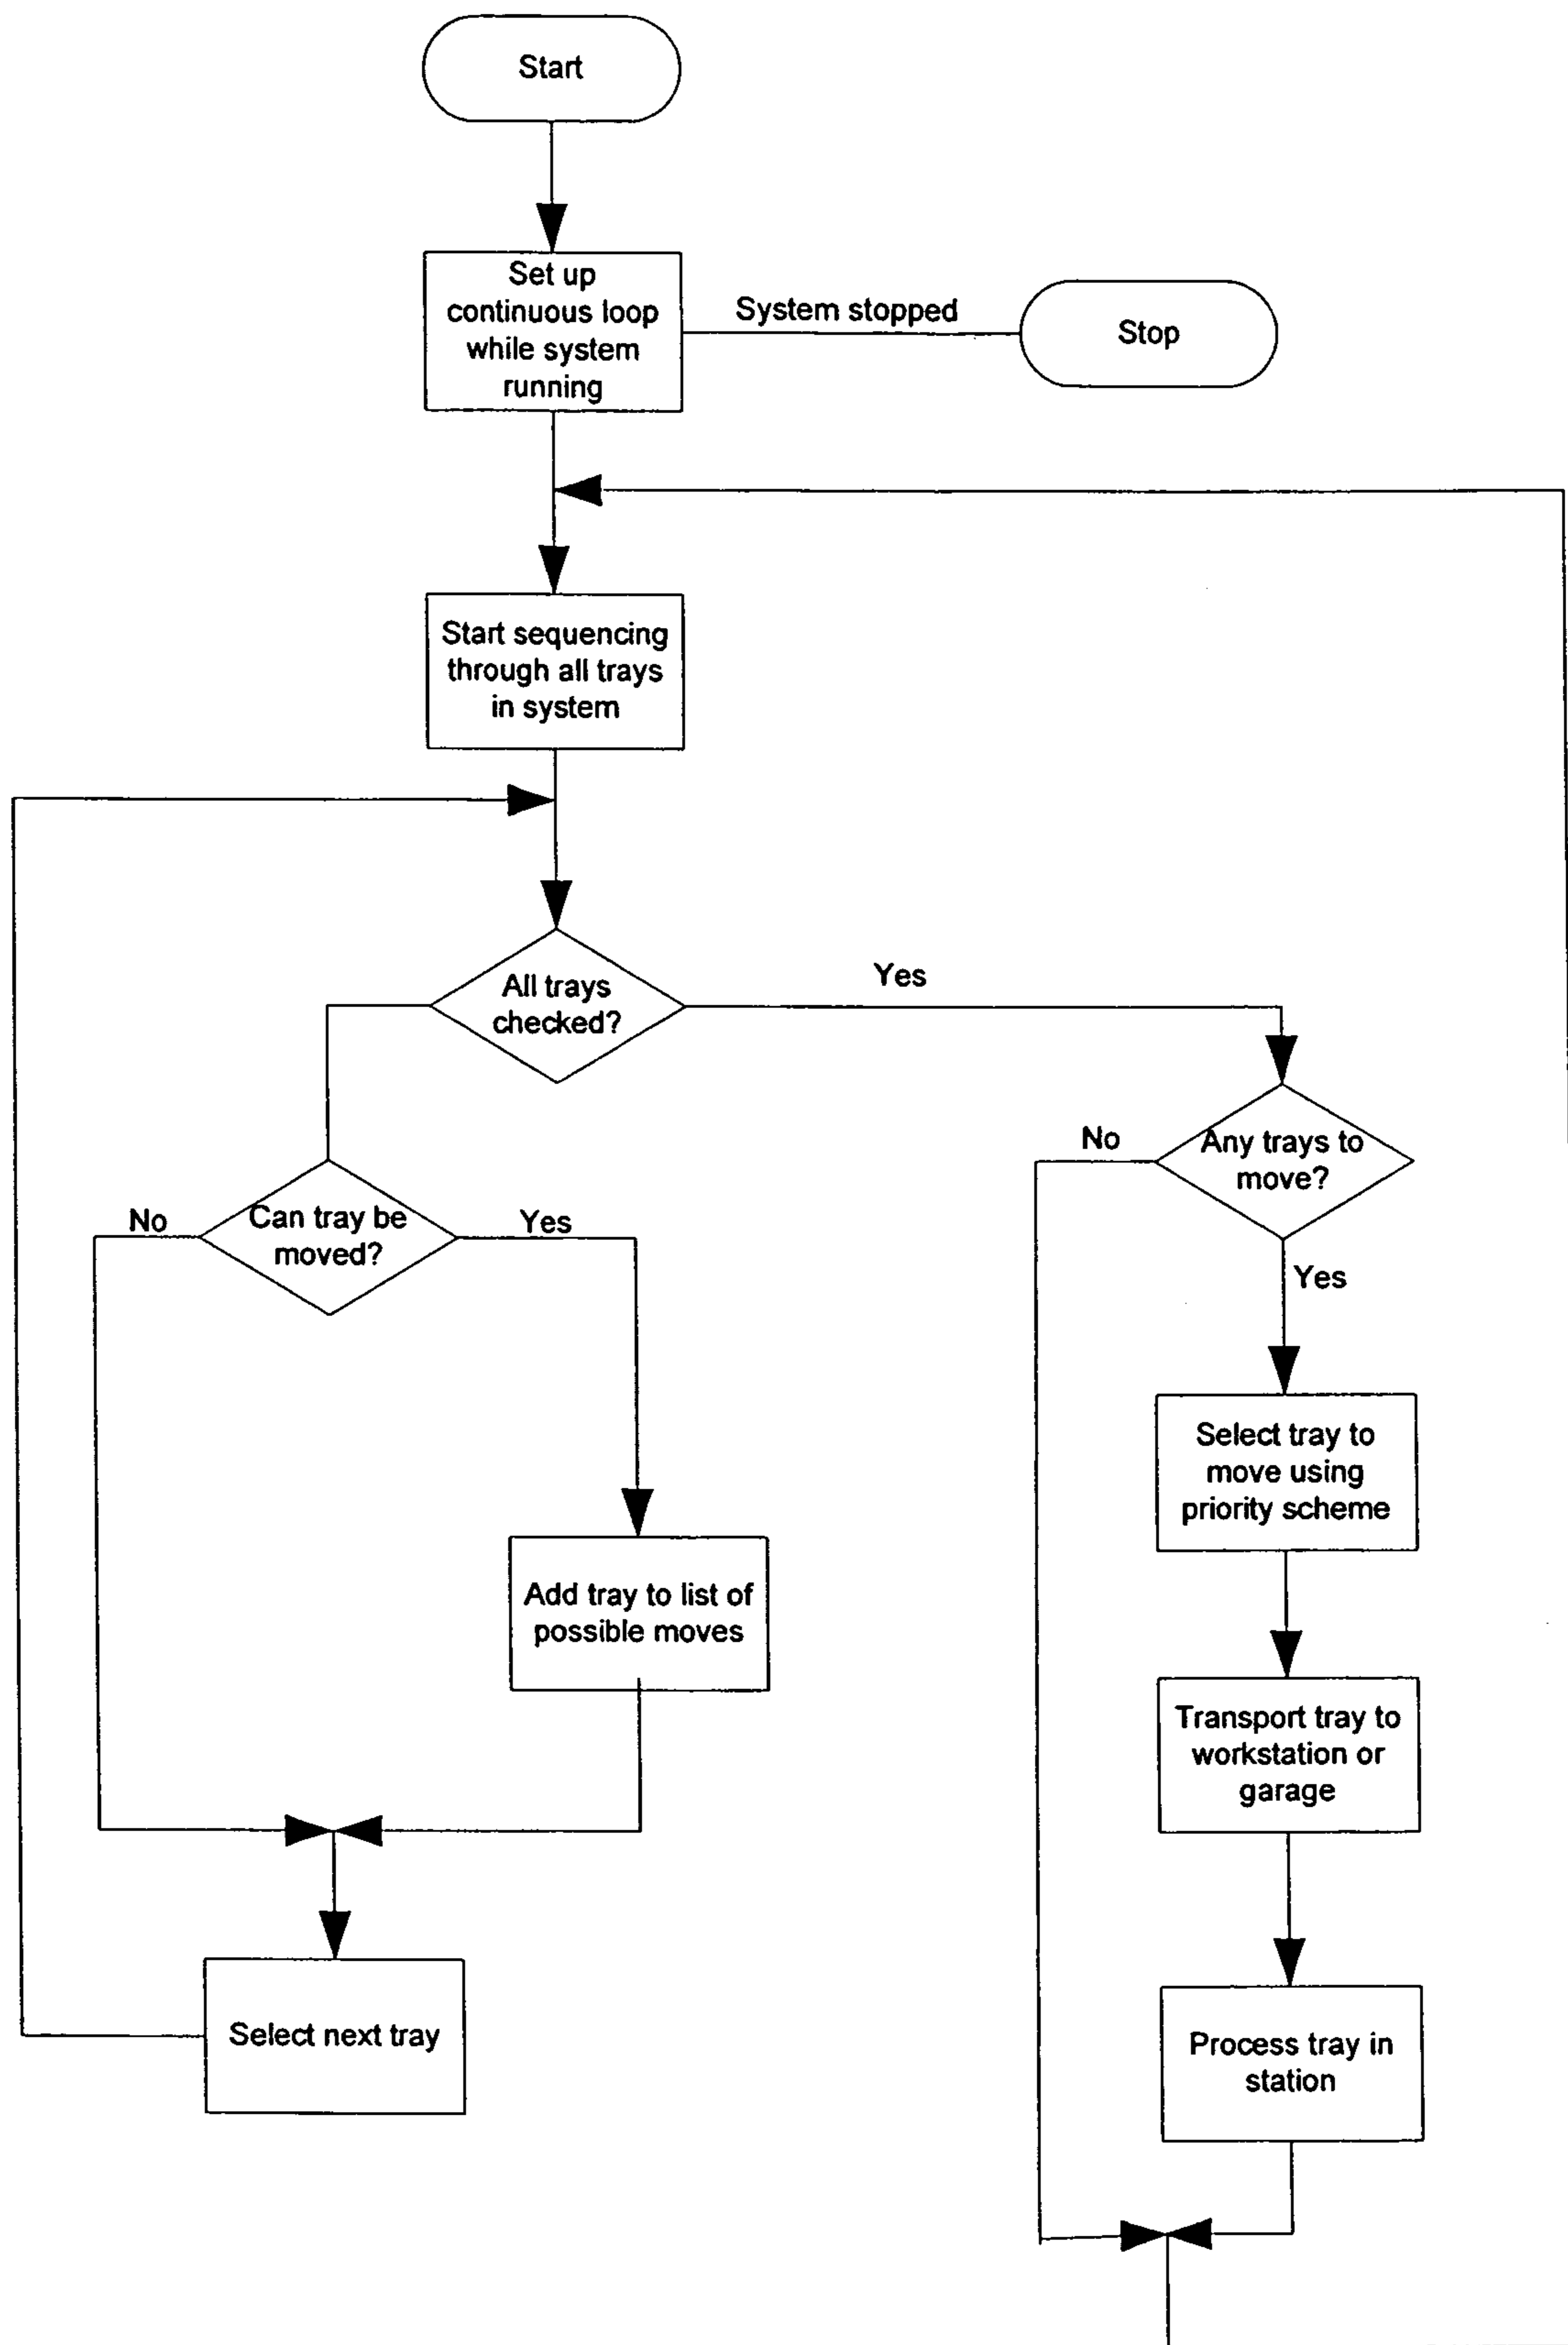 Start
Set up
continuous loop
while system
running
System stopped
Stop
Start sequencing
through all trays
in system
All trays
checked?
Yes
Any trays to
move?
No
Yes
Can tray be
moved?
No
Yes
Select tray to
move using
priority scheme
Add tray to list of
possible moves
Transport tray to
workstation or
garage
Select next tray
Process tray in
station